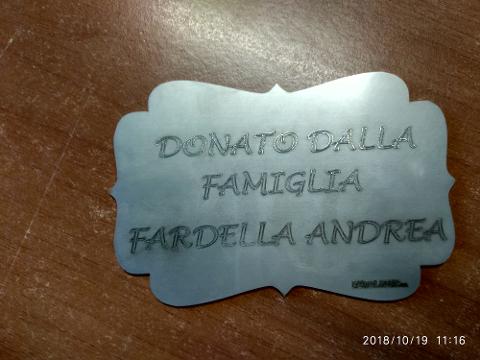 DONATO DALLA
FAMIGLIA
FARDELLA ANDREA
2018/10/19 11:16